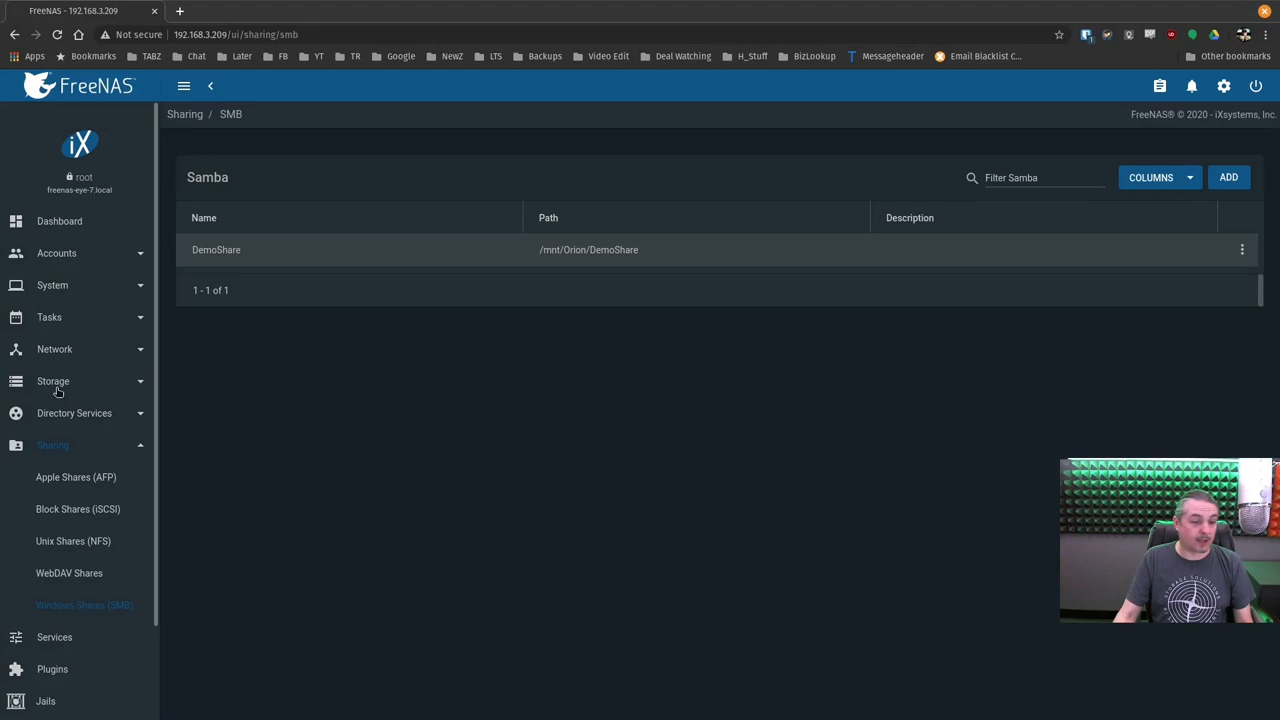 FreeNAS - 192.168.3.209
Not secure
192.168.3.209/ui/sharing/smb
Apps
Bookmarks
TABZ
Chat
Later
FB
YT
TR
Google
NewZ
LTS
Backups
Video Edit
Deal Watching
H_Stuff
BizLookup
Messageheader
Email Blacklist C...
Other bookmarks
FreeNAS®
Sharing / SMB
FreeNAS® © 2020 - iXsystems, Inc.
iX
root
freenas-eye-7.local
Dashboard
Accounts
System
Tasks
Network
Storage
Directory Services
Sharing
Apple Shares (AFP)
Block Shares (iSCSI)
Unix Shares (NFS)
WebDAV Shares
Windows Shares (SMB)
Services
Plugins
Jails
Samba
Filter Samba
COLUMNS
ADD
Name
Path
Description
DemoShare
/mnt/Orion/DemoShare
1 - 1 of 1